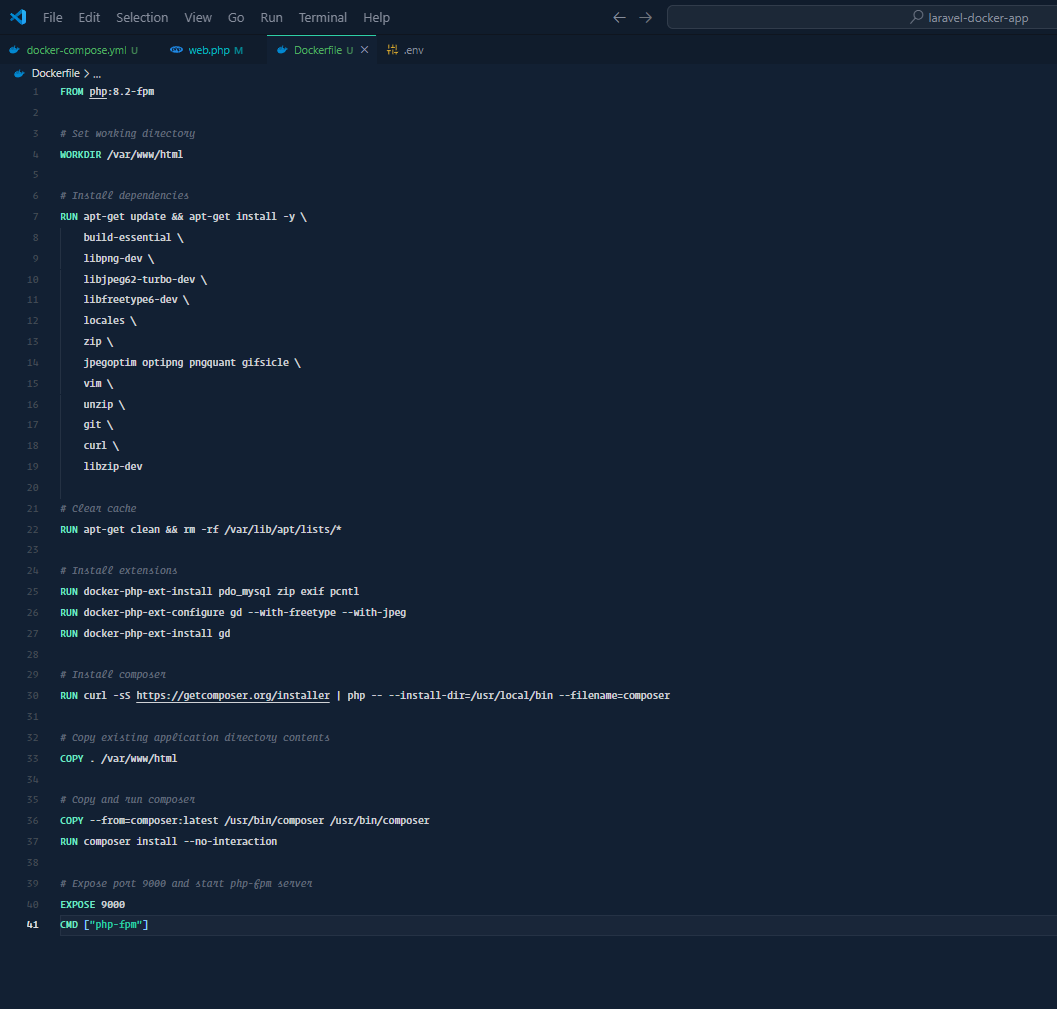 File Edit Selection View Go Run Terminal Help
laravel-docker-app
docker-compose.yml U
web.php M
Dockerfile U
.env
Dockerfile > ...
1 FROM php:8.2-fpm
2
3 # Set working directory
4 WORKDIR /var/www/html
5
6 # Install dependencies
7 RUN apt-get update && apt-get install -y \
8 build-essential \
9 libpng-dev \
10 libjpeg62-turbo-dev \
11 libfreetype6-dev \
12 locales \
13 zip \
14 jpegoptim optipng pngquant gifsicle \
15 vim \
16 unzip \
17 git \
18 curl \
19 libzip-dev
20
21 # Clear cache
22 RUN apt-get clean && rm -rf /var/lib/apt/lists/*
23
24 # Install extensions
25 RUN docker-php-ext-install pdo_mysql zip exif pcntl
26 RUN docker-php-ext-configure gd --with-freetype --with-jpeg
27 RUN docker-php-ext-install gd
28
29 # Install composer
30 RUN curl -sS https://getcomposer.org/installer | php -- --install-dir=/usr/local/bin --filename=composer
31
32 # Copy existing application directory contents
33 COPY . /var/www/html
34
35 # Copy and run composer
36 COPY --from=composer:latest /usr/bin/composer /usr/bin/composer
37 RUN composer install --no-interaction
38
39 # Expose port 9000 and start php-fpm server
40 EXPOSE 9000
41 CMD ["php-fpm"]